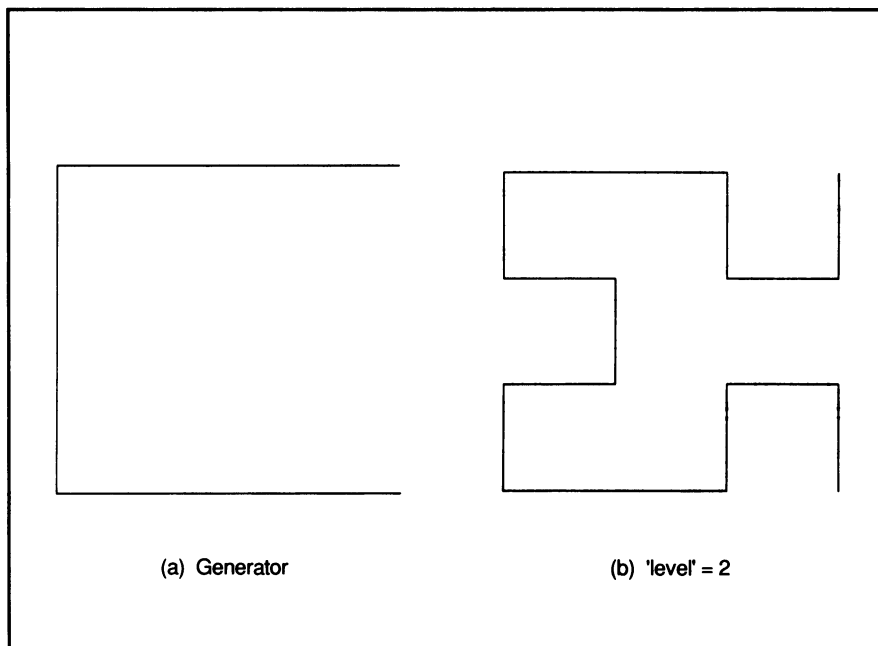 (a) Generator
(b) 'level' = 2